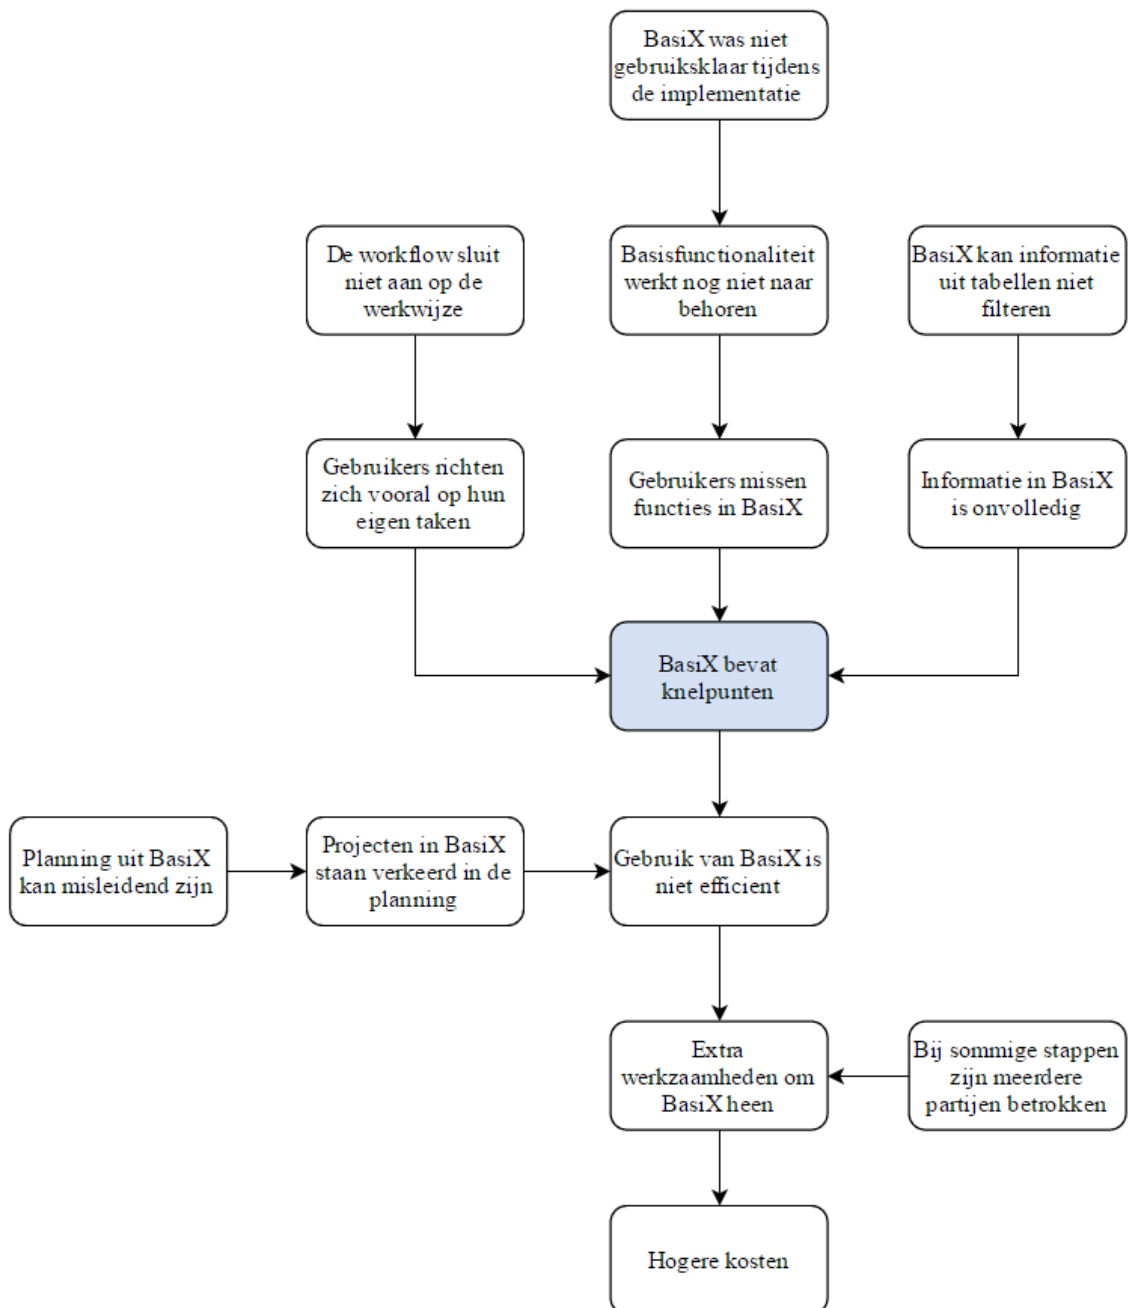 BasiX was niet
gebruiksklaar tijdens
de implementatie
De workflow sluit
niet aan op de
werkwijze
Basisfunctionaliteit
werkt nog niet naar
behoren
BasiX kan informatie
uit tabellen niet
filteren
Gebruikers richten
zich vooral op hun
eigen taken
Gebruikers missen
functies in BasiX
Informatie in BasiX
is onvolledig
BasiX bevat
knelpunten
Planning uit BasiX
kan misleidend zijn
Projecten in BasiX
staan verkeerd in de
planning
Gebruik van BasiX is
niet efficient
Extra
werkzaamheden om
BasiX heen
Bij sommige stappen
zijn meerdere
partijen betrokken
Hogere kosten